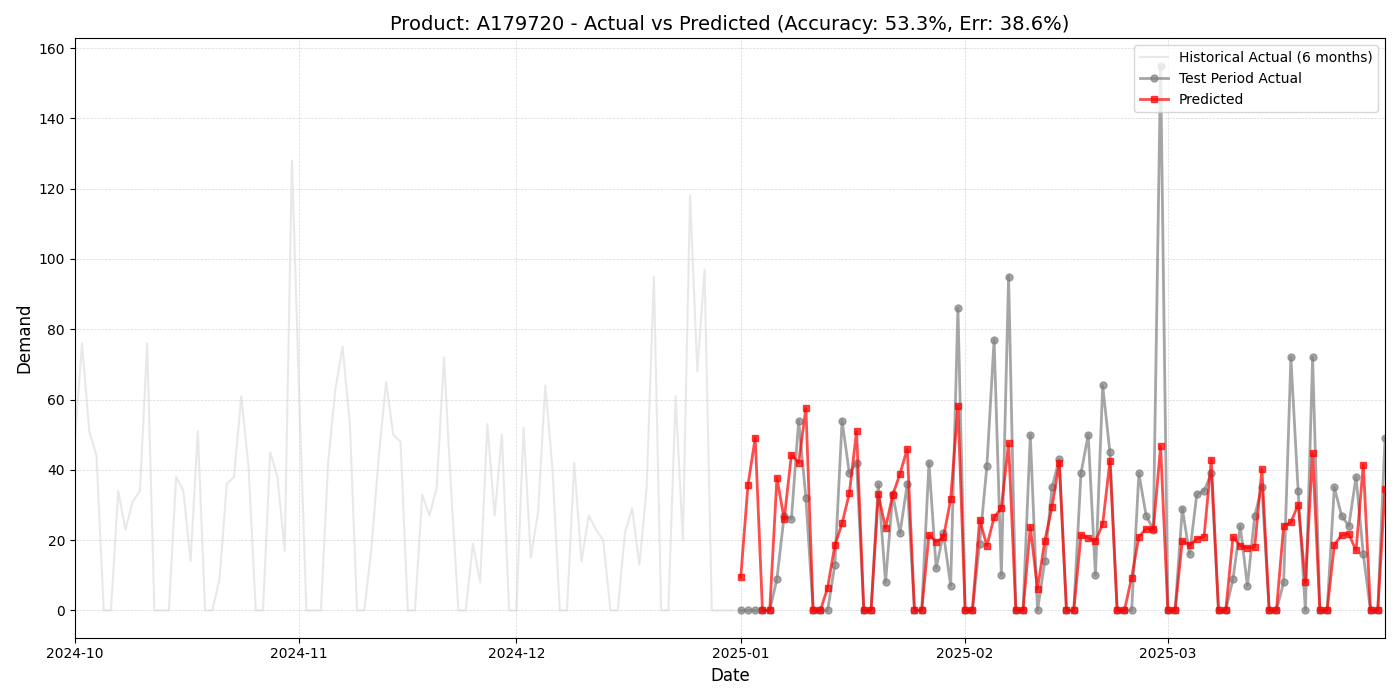 Product: A179720 - Actual vs Predicted (Accuracy: 53.3%, Err: 38.6%)
Historical Actual (6 months)
Test Period Actual
Predicted
160
140
120
100
80
60
40
20
0
Demand
2024-10
2024-11
2024-12
2025-01
2025-02
2025-03
Date